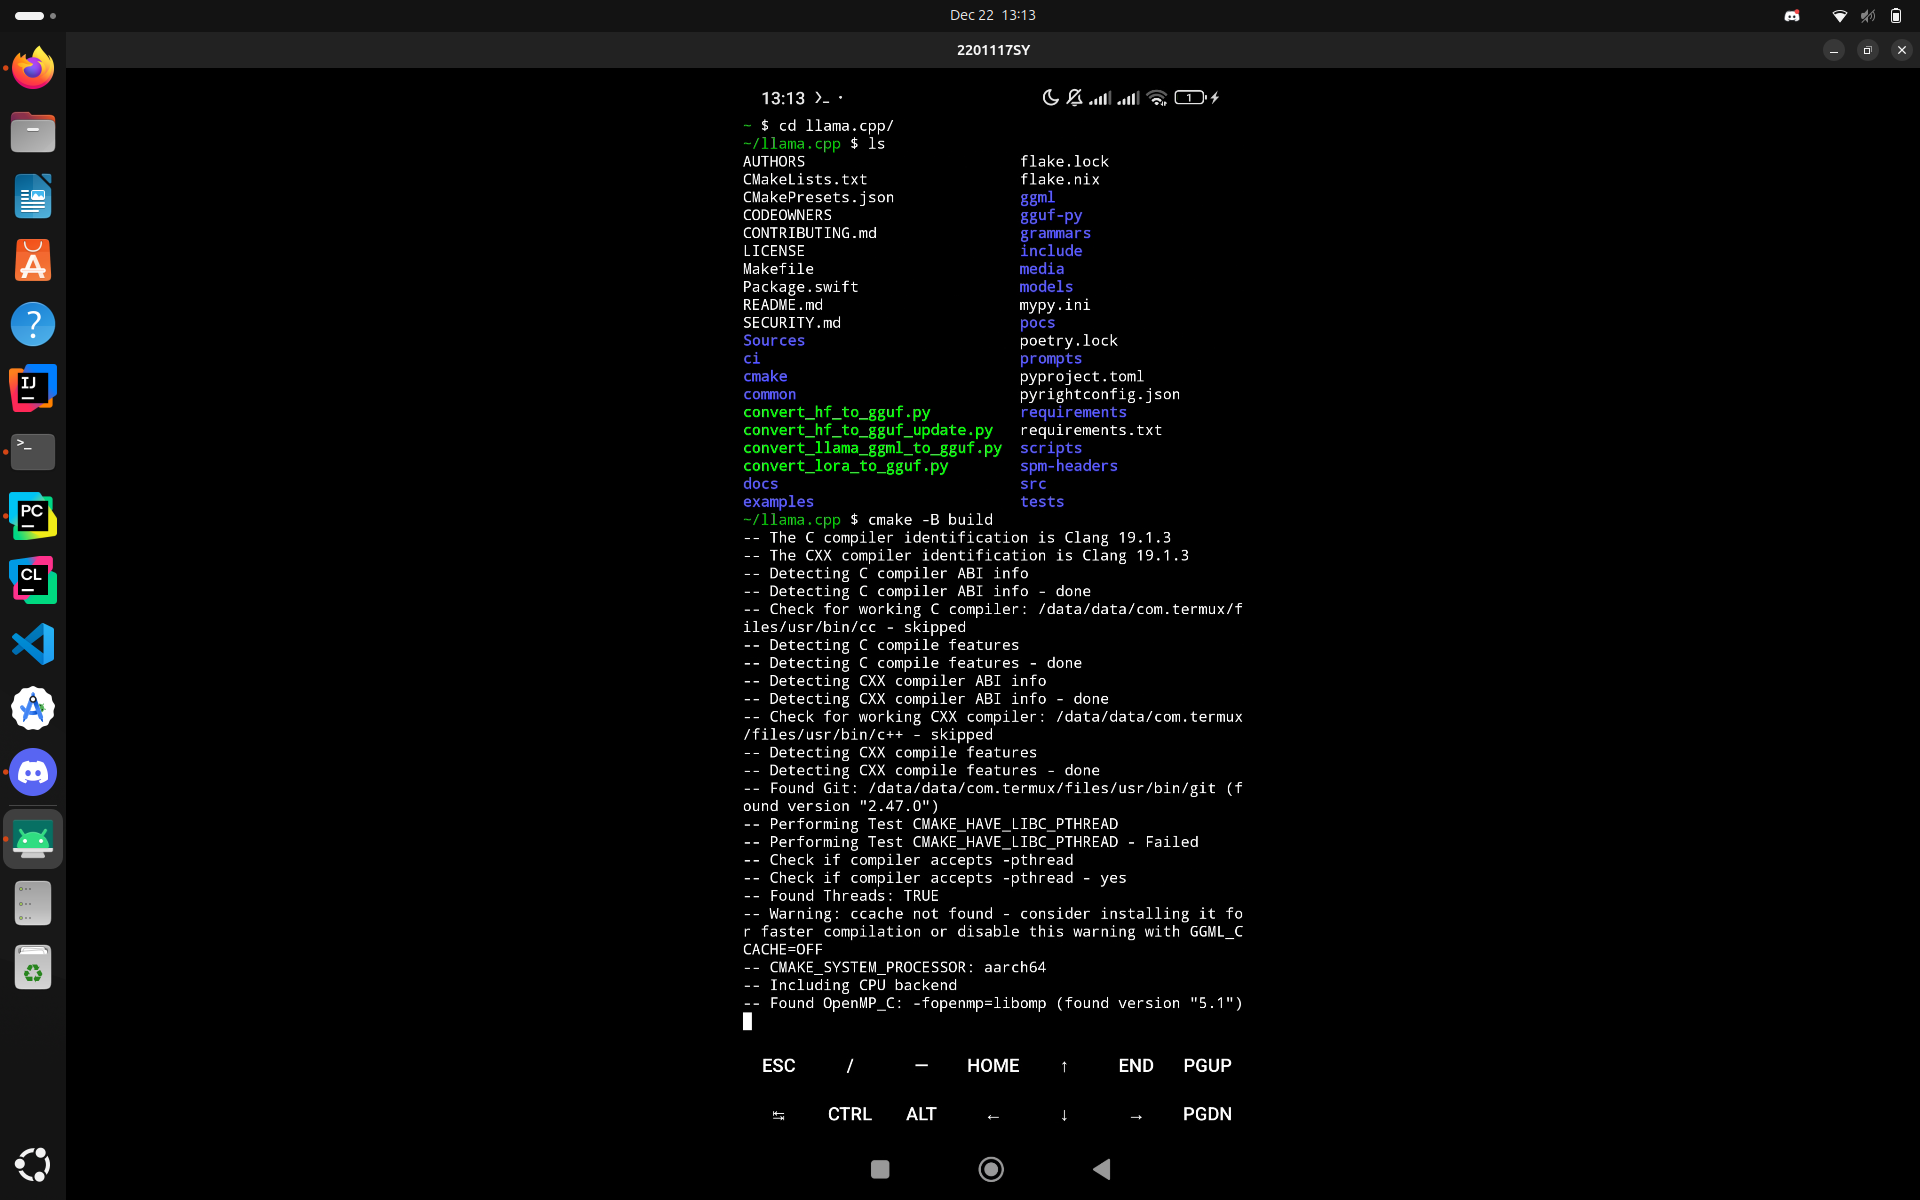 Dec 22 13:13
2201117SY
13:13
1
~ $ cd llama.cpp/
~/llama.cpp $ ls
AUTHORS flake.lock
CMakeLists.txt flake.nix
CMakePresets.json ggml
CODEOWNERS gguf-py
CONTRIBUTING.md grammars
LICENSE include
Makefile media
Package.swift models
README.md mypy.ini
SECURITY.md pocs
Sources poetry.lock
ci prompts
cmake pyproject.toml
common pyrightconfig.json
convert_hf_to_gguf.py requirements
convert_hf_to_gguf_update.py requirements.txt
convert_llama_ggml_to_gguf.py scripts
convert_lora_to_gguf.py spm-headers
docs src
examples tests
~/llama.cpp $ cmake -B build
-- The C compiler identification is Clang 19.1.3
-- The CXX compiler identification is Clang 19.1.3
-- Detecting C compiler ABI info
-- Detecting C compiler ABI info - done
-- Check for working C compiler: /data/data/com.termux/f
iles/usr/bin/cc - skipped
-- Detecting C compile features
-- Detecting C compile features - done
-- Detecting CXX compiler ABI info
-- Detecting CXX compiler ABI info - done
-- Check for working CXX compiler: /data/data/com.termux
/files/usr/bin/c++ - skipped
-- Detecting CXX compile features
-- Detecting CXX compile features - done
-- Found Git: /data/data/com.termux/files/usr/bin/git (f
ound version "2.47.0")
-- Performing Test CMAKE_HAVE_LIBC_PTHREAD
-- Performing Test CMAKE_HAVE_LIBC_PTHREAD - Failed
-- Check if compiler accepts -pthread
-- Check if compiler accepts -pthread - yes
-- Found Threads: TRUE
-- Warning: ccache not found - consider installing it fo
r faster compilation or disable this warning with GGML_C
CACHE=OFF
-- CMAKE_SYSTEM_PROCESSOR: aarch64
-- Including CPU backend
-- Found OpenMP_C: -fopenmp=libomp (found version "5.1")
ESC / — HOME ↑ END PGUP
↹ CTRL ALT ← ↓ → PGDN
IJ
>_
PC
CL